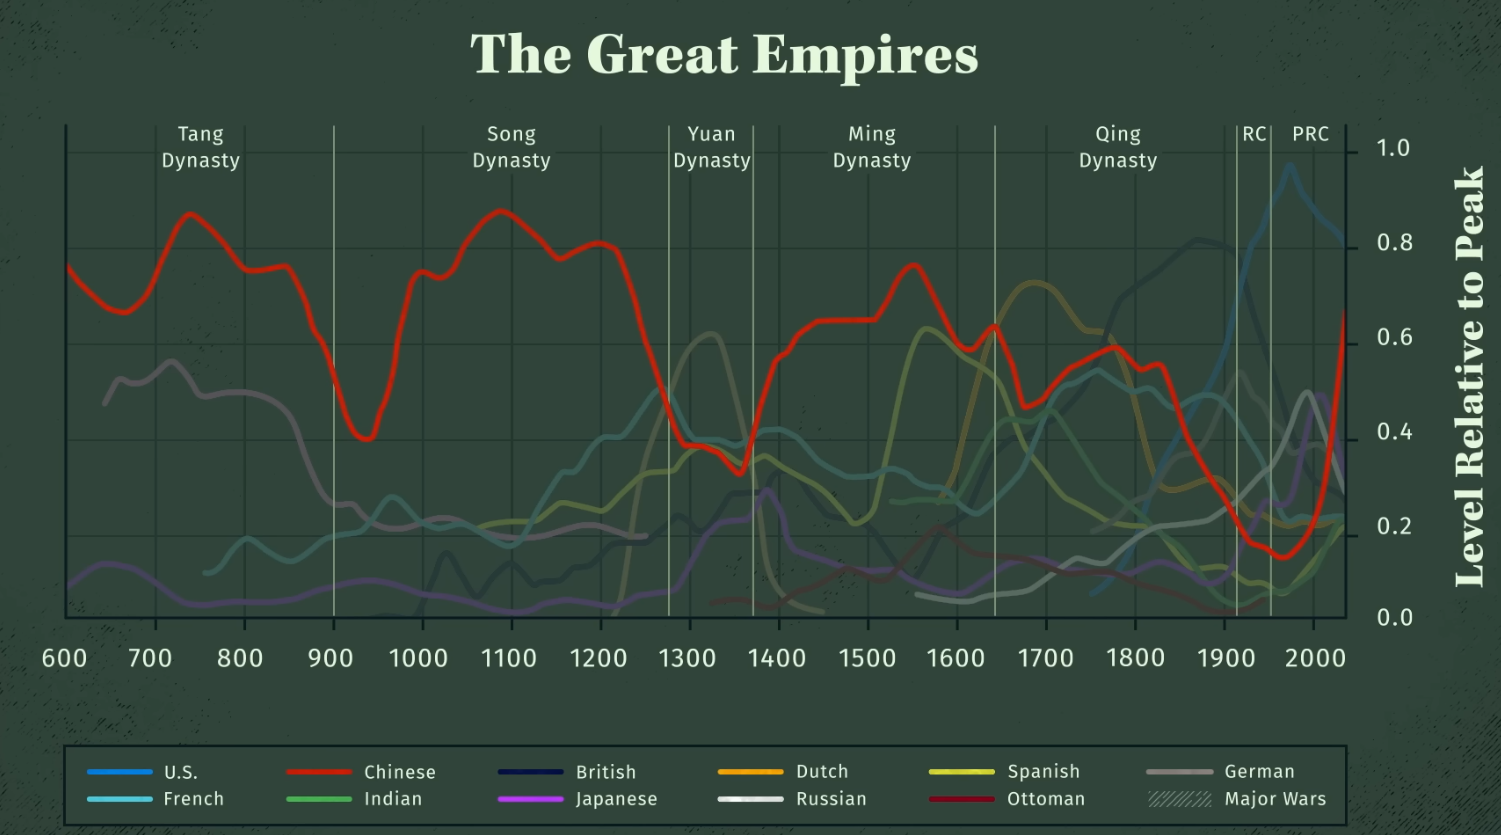 The Great Empires
Tang Dynasty
Song Dynasty
Yuan Dynasty
Ming Dynasty
Qing Dynasty
RC
PRC
1.0
0.8
0.6
0.4
0.2
0.0
Level Relative to Peak
600 700 800 900 1000 1100 1200 1300 1400 1500 1600 1700 1800 1900 2000
U.S. Chinese British Dutch Spanish German
French Indian Japanese Russian Ottoman Major Wars